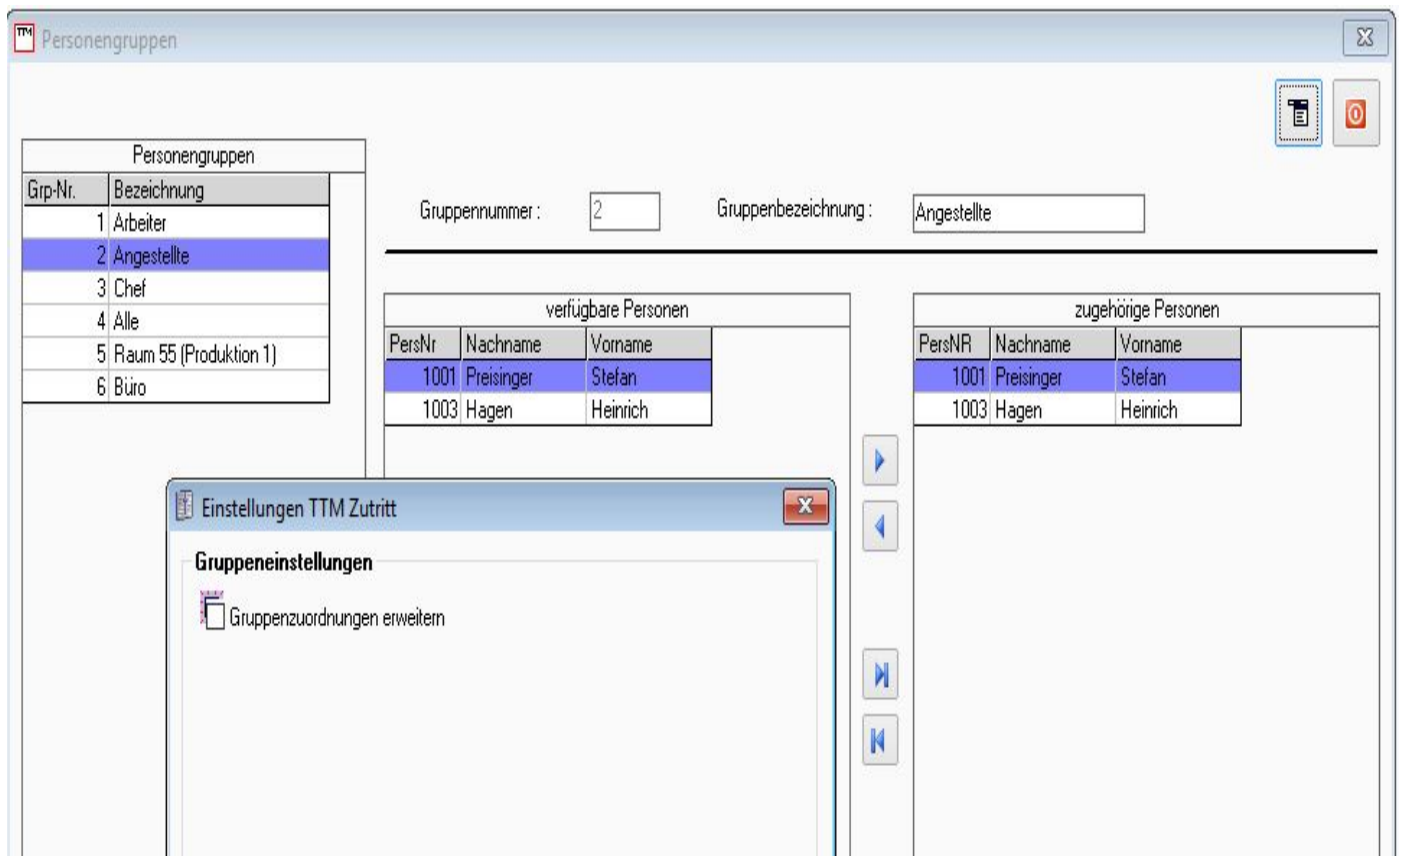 TTM Personengruppen
Personengruppen
Grp-Nr. Bezeichnung
1 Arbeiter
2 Angestellte
3 Chef
4 Alle
5 Raum 55 (Produktion 1)
6 Büro
Gruppennummer : 2 Gruppenbezeichnung : Angestellte
verfügbare Personen
PersNr Nachname Vorname
1001 Preisinger Stefan
1003 Hagen Heinrich
zugehörige Personen
PersNR Nachname Vorname
1001 Preisinger Stefan
1003 Hagen Heinrich
Einstellungen TTM Zutritt
Gruppeneinstellungen
Gruppenzuordnungen erweitern